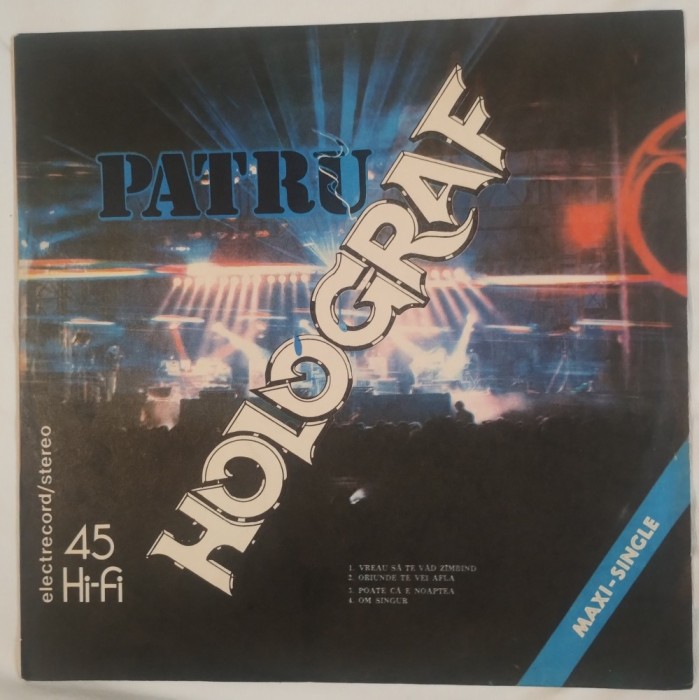 PATRU
HOLOGRAF
electrecord/stereo
45
Hi-Fi
1. VREAU SĂ TE VĂD ZÎMBIND
2. ORIUNDE TE VEI AFLA
3. POATE CĂ E NOAPTEA
4. OM SINGUR
MAXI-SINGLE